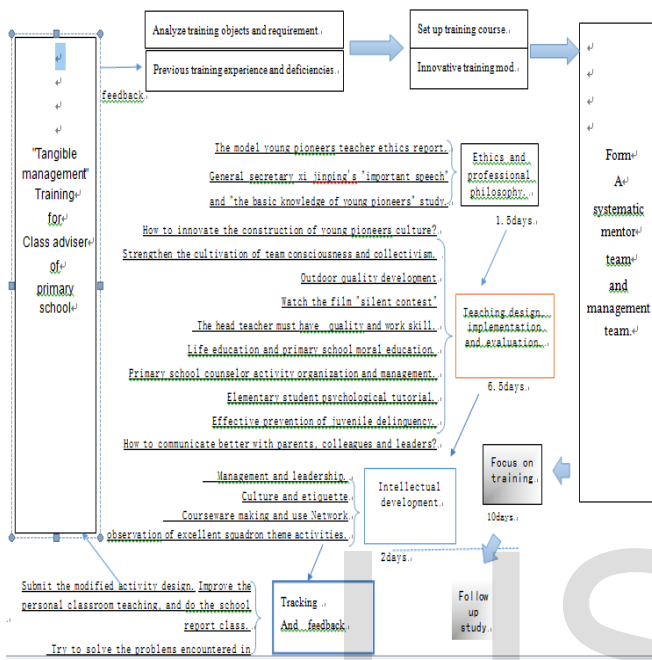 Analyze training objects and requirement.
Previous training experience and deficiencies.
Set up training course.
Innovative training mod.
feedback.
"Tangible
management"
Training
for
Class adviser
of
primary
school
Form
A
systematic
mentor
team
and
management
team.
The model young pioneers teacher ethics report.
General secretary xi jinping's "important speech"
and "the basic knowledge of young pioneers" study.
Ethics and
professional
philosophy.
1.5days.
How to innovate the construction of young pioneers culture?
Strengthen the cultivation of team consciousness and collectivism.
Outdoor quality development
Watch the film "silent contest"
The head teacher must have quality and work skill.
Life education and primary school moral education.
Primary school counselor activity organization and management.
Elementary student psychological tutorial.
Effective prevention of juvenile delinquency.
How to communicate better with parents, colleagues and leaders?
Teaching design,
implementation
and evaluation.
6.5days.
Management and leadership.
Culture and etiquette
Courseware making and use Network.
observation of excellent squadron theme activities.
Intellectual
development.
2days.
Focus on
training.
10days.
Follow
up
study.
Submit the modified activity design. Improve the
personal classroom teaching, and do the school
report class.
Try to solve the problems encountered in
Tracking
And feedback